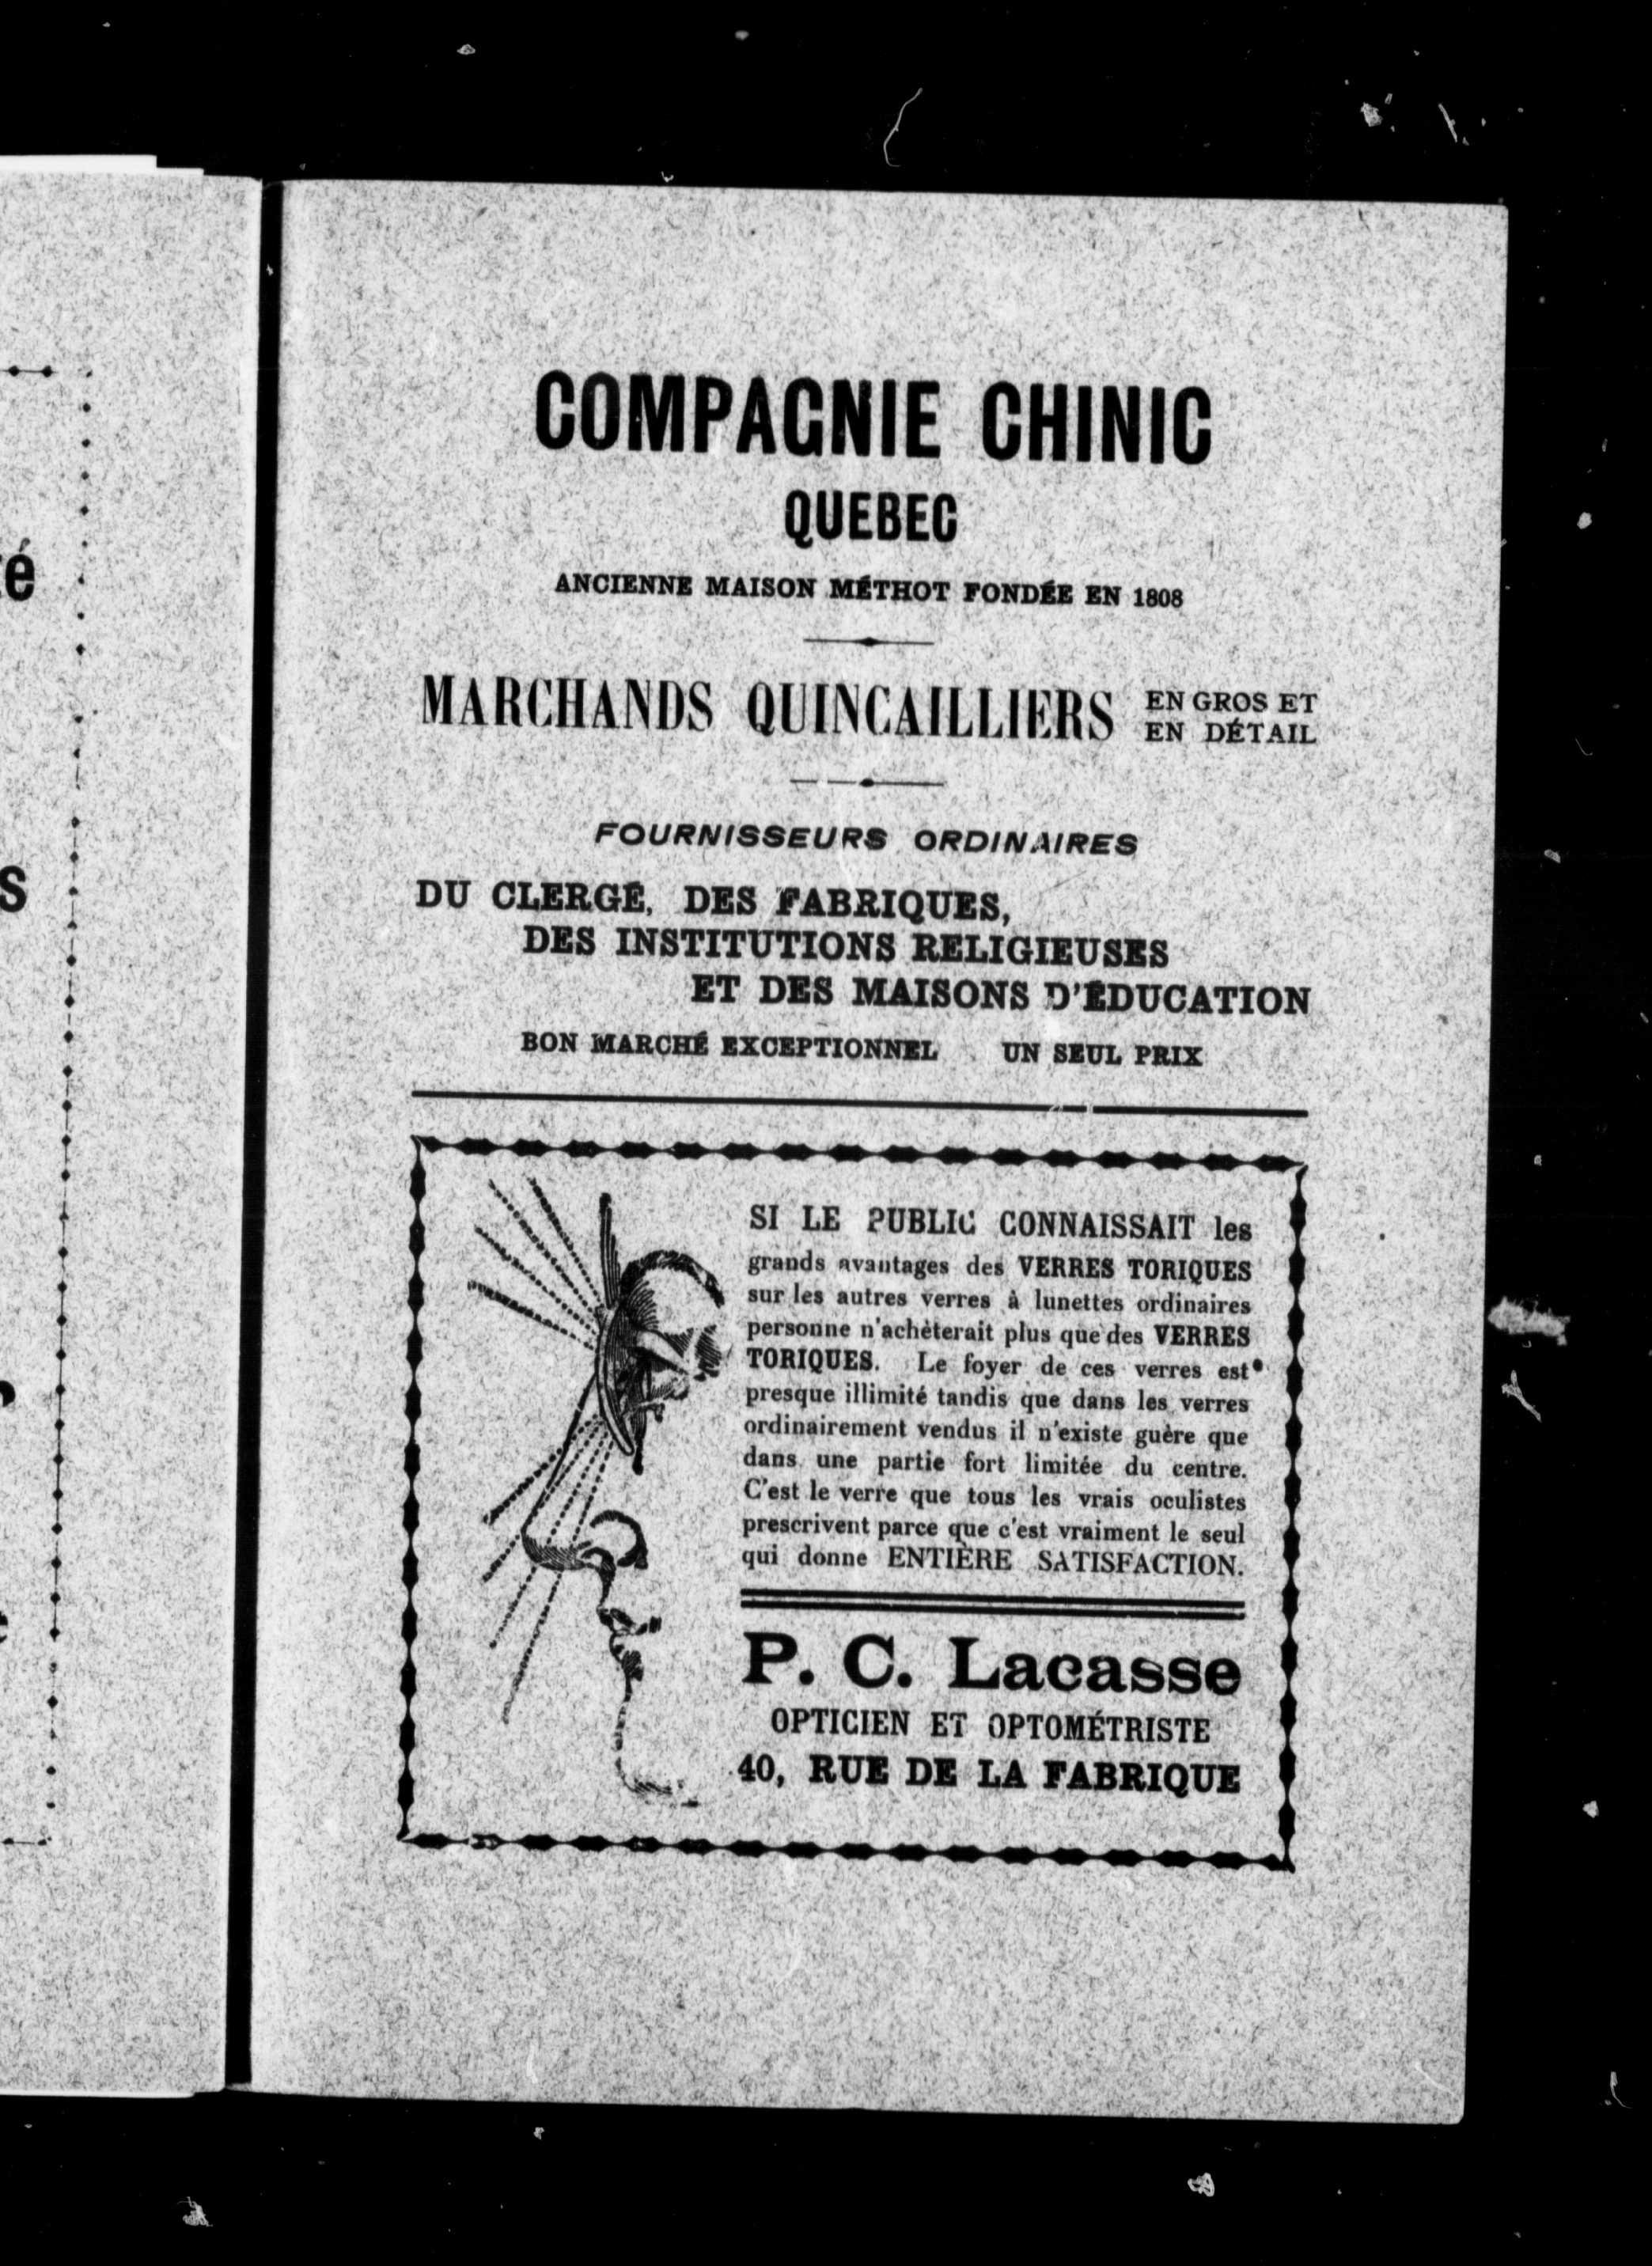 COMPAGNIE CHINIC
QUEBEC
ANCIENNE MAISON MÉTHOT FONDÉE EN 1808
MARCHANDS QUINCAILLIERS EN GROS ET
EN DÉTAIL
FOURNISSEURS ORDINAIRES
DU CLERGÉ, DES FABRIQUES,
DES INSTITUTIONS RELIGIEUSES
ET DES MAISONS D'ÉDUCATION
BON MARCHÉ EXCEPTIONNEL UN SEUL PRIX
SI LE PUBLIC CONNAISSAIT les
grands avantages des VERRES TORIQUES
sur les autres verres à lunettes ordinaires
personne n'achèterait plus que des VERRES
TORIQUES. Le foyer de ces verres est
presque illimité tandis que dans les verres
ordinairement vendus il n'existe guère que
dans une partie fort limitée du centre.
C'est le verre que tous les vrais oculistes
prescrivent parce que c'est vraiment le seul
qui donne ENTIÈRE SATISFACTION.
P. C. Lacasse
OPTICIEN ET OPTOMÉTRISTE
40, RUE DE LA FABRIQUE